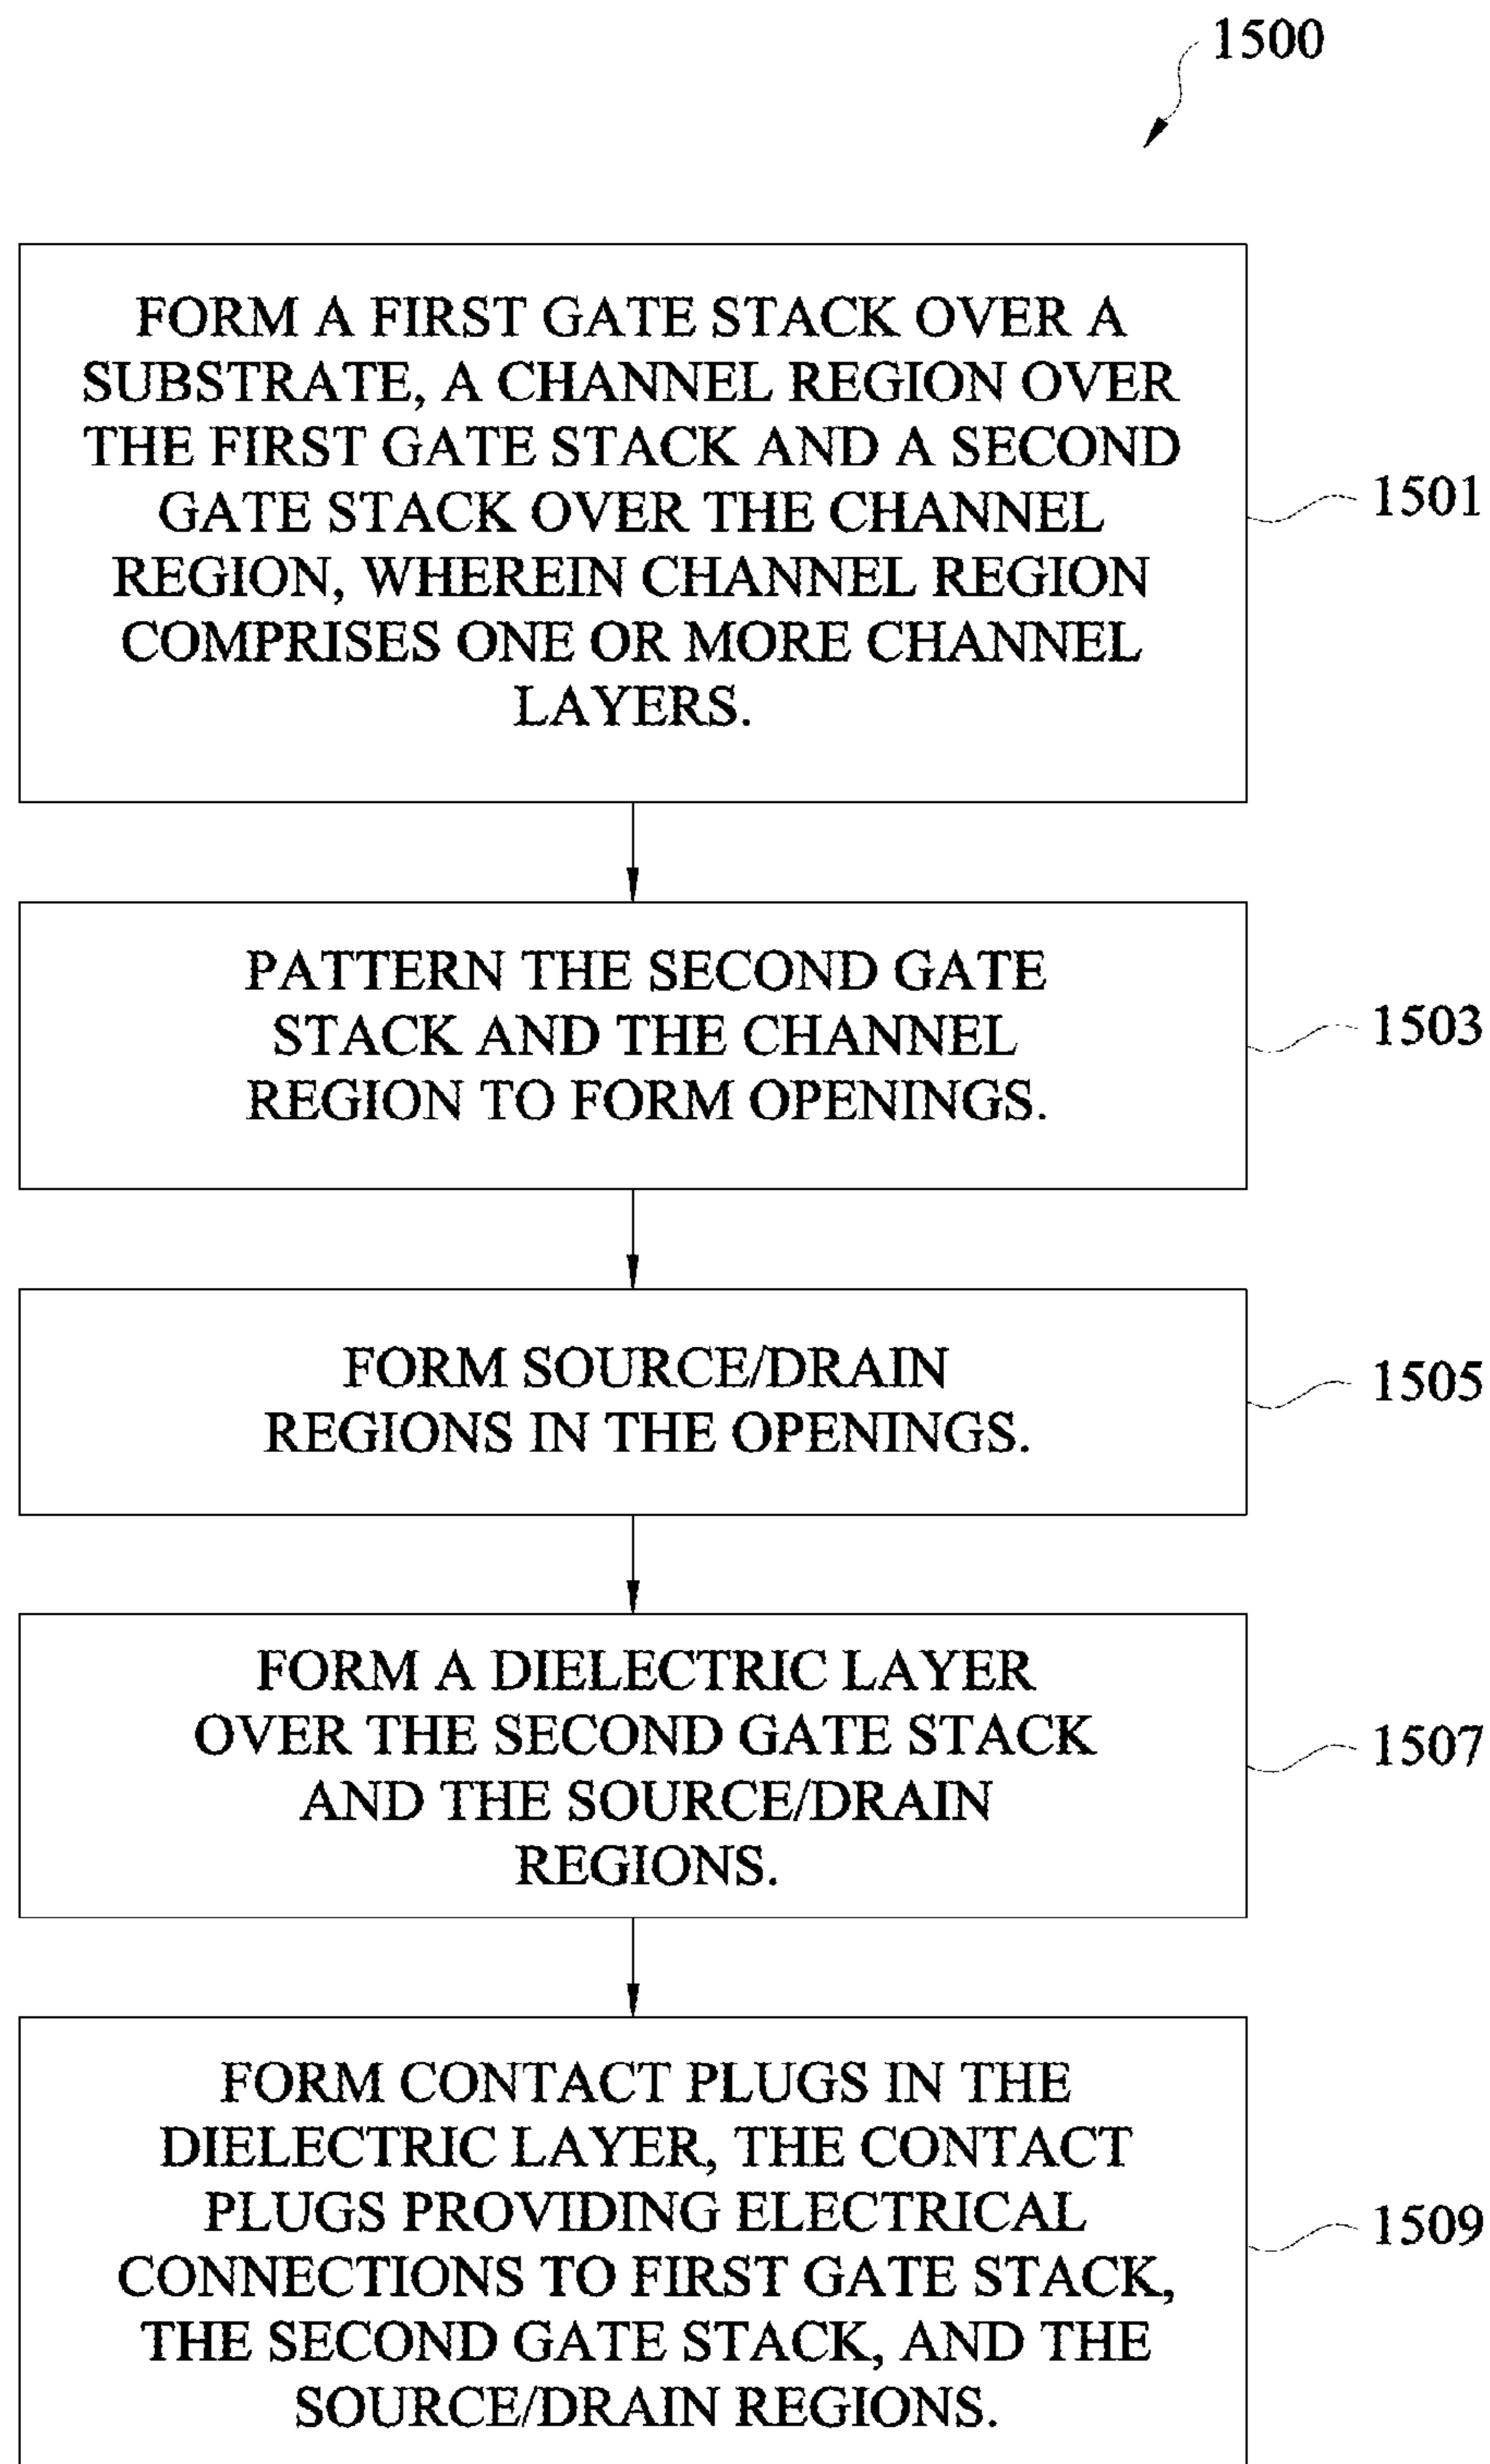 1500
FORM A FIRST GATE STACK OVER A
SUBSTRATE, A CHANNEL REGION OVER
THE FIRST GATE STACK AND A SECOND
GATE STACK OVER THE CHANNEL
REGION, WHEREIN CHANNEL REGION
COMPRISES ONE OR MORE CHANNEL
LAYERS.
1501
PATTERN THE SECOND GATE
STACK AND THE CHANNEL
REGION TO FORM OPENINGS.
1503
FORM SOURCE/DRAIN
REGIONS IN THE OPENINGS.
1505
FORM A DIELECTRIC LAYER
OVER THE SECOND GATE STACK
AND THE SOURCE/DRAIN
REGIONS.
1507
FORM CONTACT PLUGS IN THE
DIELECTRIC LAYER, THE CONTACT
PLUGS PROVIDING ELECTRICAL
CONNECTIONS TO FIRST GATE STACK,
THE SECOND GATE STACK, AND THE
SOURCE/DRAIN REGIONS.
1509